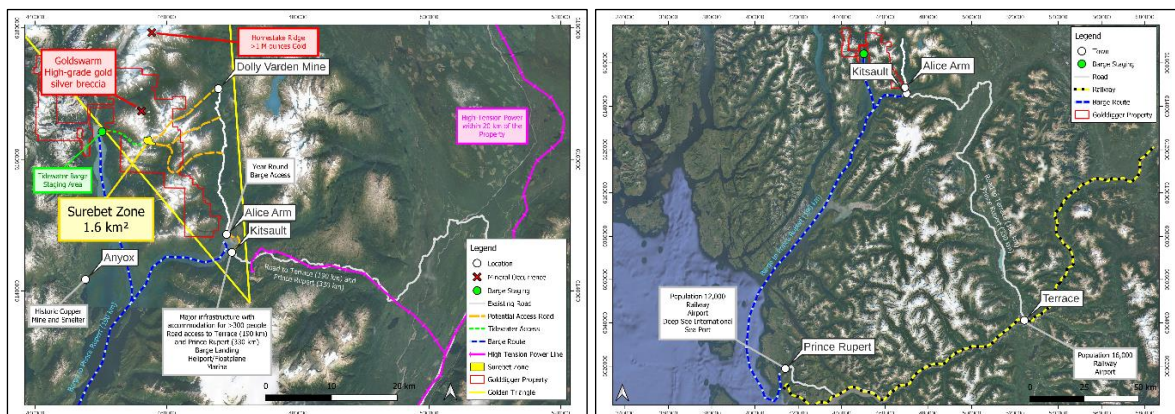 Homestake Ridge
>1 M ounces Gold
Goldswarm
High-grade gold
silver breccia
Dolly Varden Mine
High Tension Power
within 20 km of the
Property
Tidewater Barge
Staging Area
Year Round
Barge Access
Surebet Zone
1.6 km²
Alice Arm
Kitsault
Anyox
Historic Copper
Mine and Smelter
Road to Terrace (190 km) and
Prince Rupert (330 km)
Major infrastructure with
accommodation for >300 people
Road access to Terrace (190 km)
and Prince Rupert (330 km)
Barge Landing
Heliport/Floatplane
Marine
Legend
Location
Mineral Occurrence
Barge Staging
Existing Road
Potential Access Road
Tidewater Access
Barge Route
High Tension Power Line
Surebet zone
Golddigger Property
Golden Triangle
0 10 20 km
Kitsault
Alice Arm
Legend
Town
Barge Staging
Road
Railway
Barge Route
Golddigger Property
Population 12,000
Railway
Airport
Deep Sea International
Sea Port
Prince Rupert
Terrace
Population 16,000
Railway
Airport
0 25 50 km